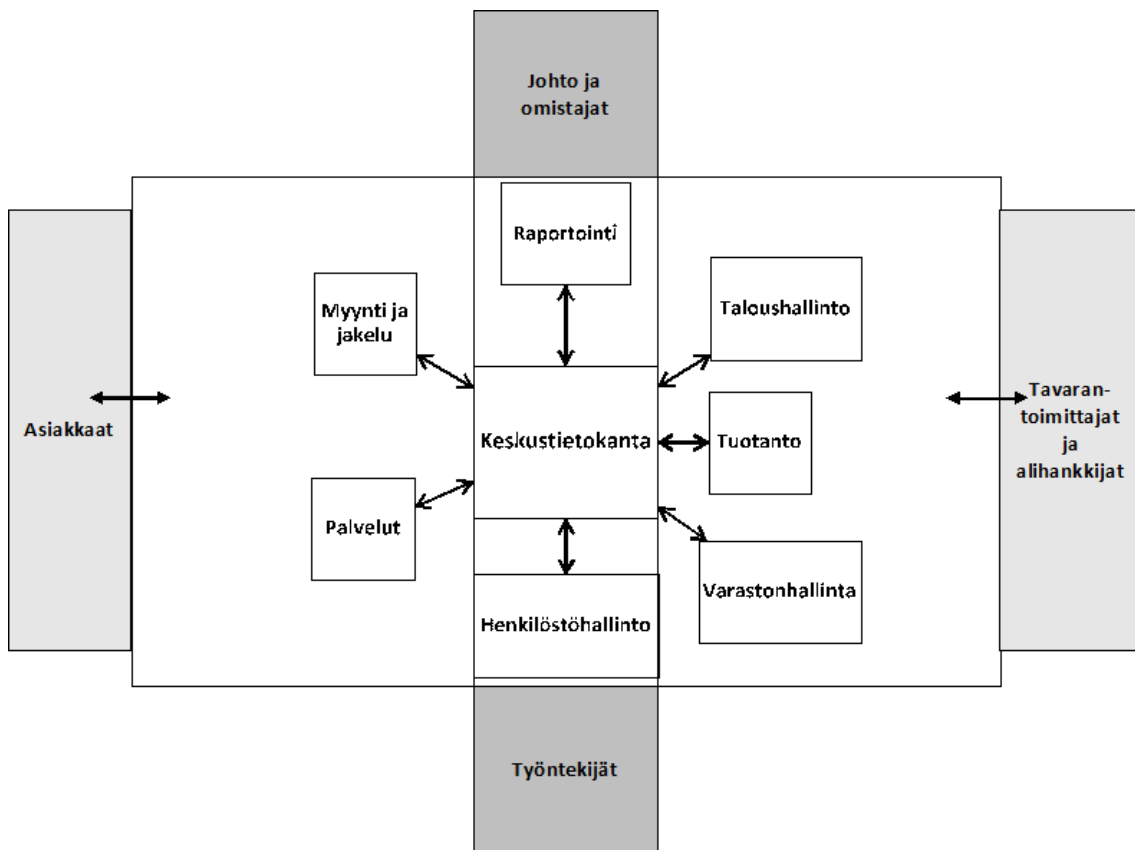 Johto ja
omistajat
Raportointi
Myynti ja
jakelu
Taloushallinto
Asiakkaat
Keskustietokanta
Tuotanto
Tavaran-
toimittajat
ja
alihankkijat
Palvelut
Varastonhallinta
Henkilöstöhallinto
Työntekijät